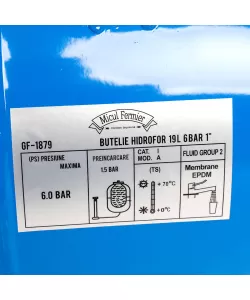 Micul Fermier
GF-1879
BUTELIE HIDROFOR 19L 6BAR 1"
(PS) PRESIUNE
MAXIMA
6.0 BAR
PREINCARCARE
1.5 BAR
CAT. I
MOD. A
(TS)
+ 70°C
+0°C
FLUID GROUP 2
Membrane
EPDM